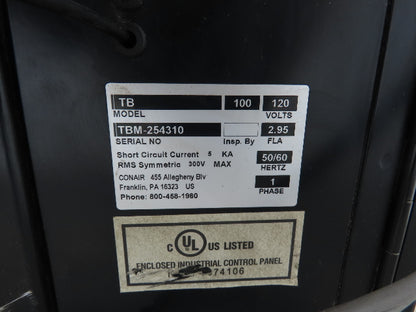 TB 100 120
MODEL VOLTS
TBM-254310 2.95
SERIAL NO Insp. By FLA
Short Circuit Current 5 KA 50/60
RMS Symmetric 300V MAX HERTZ
CONAIR 455 Allegheny Blv 1
Franklin, PA 16323 US PHASE
Phone: 800-458-1960
C UL US LISTED
ENCLOSED INDUSTRIAL CONTROL PANEL
74106